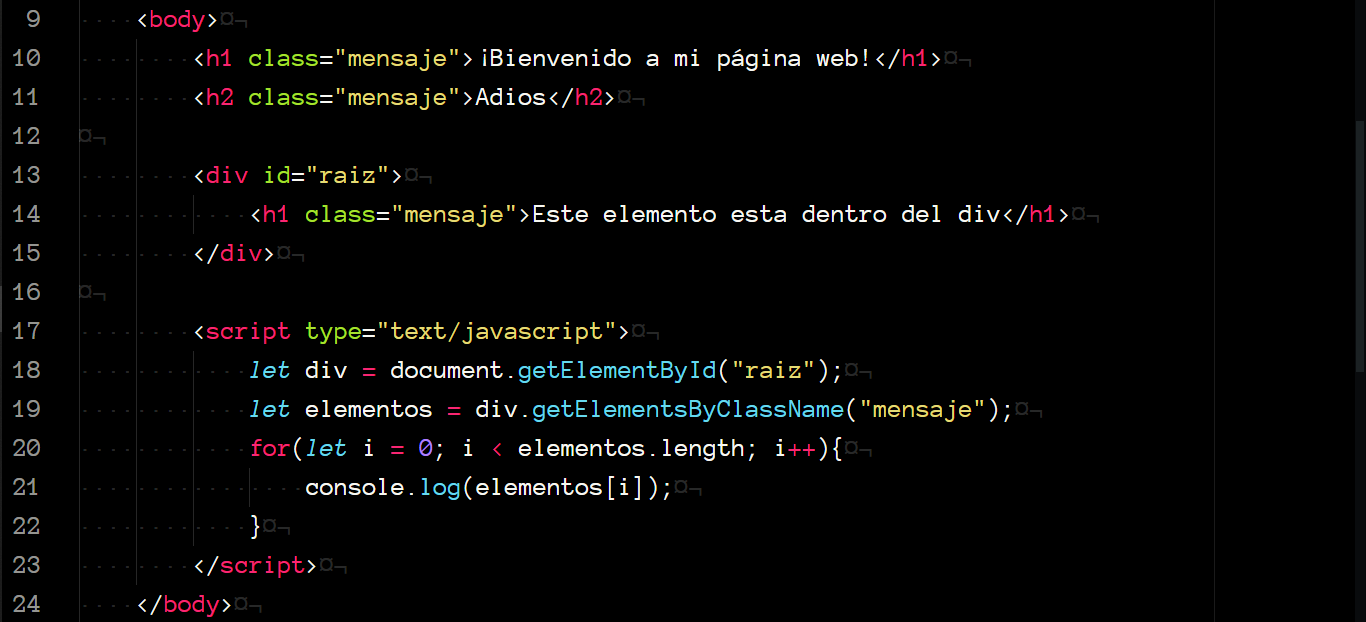 9 <body>
10 <h1 class="mensaje">¡Bienvenido a mi página web!</h1>
11 <h2 class="mensaje">Adios</h2>
12
13 <div id="raiz">
14 <h1 class="mensaje">Este elemento esta dentro del div</h1>
15 </div>
16
17 <script type="text/javascript">
18 let div = document.getElementById("raiz");
19 let elementos = div.getElementsByClassName("mensaje");
20 for(let i = 0; i < elementos.length; i++){
21 console.log(elementos[i]);
22 }
23 </script>
24 </body>